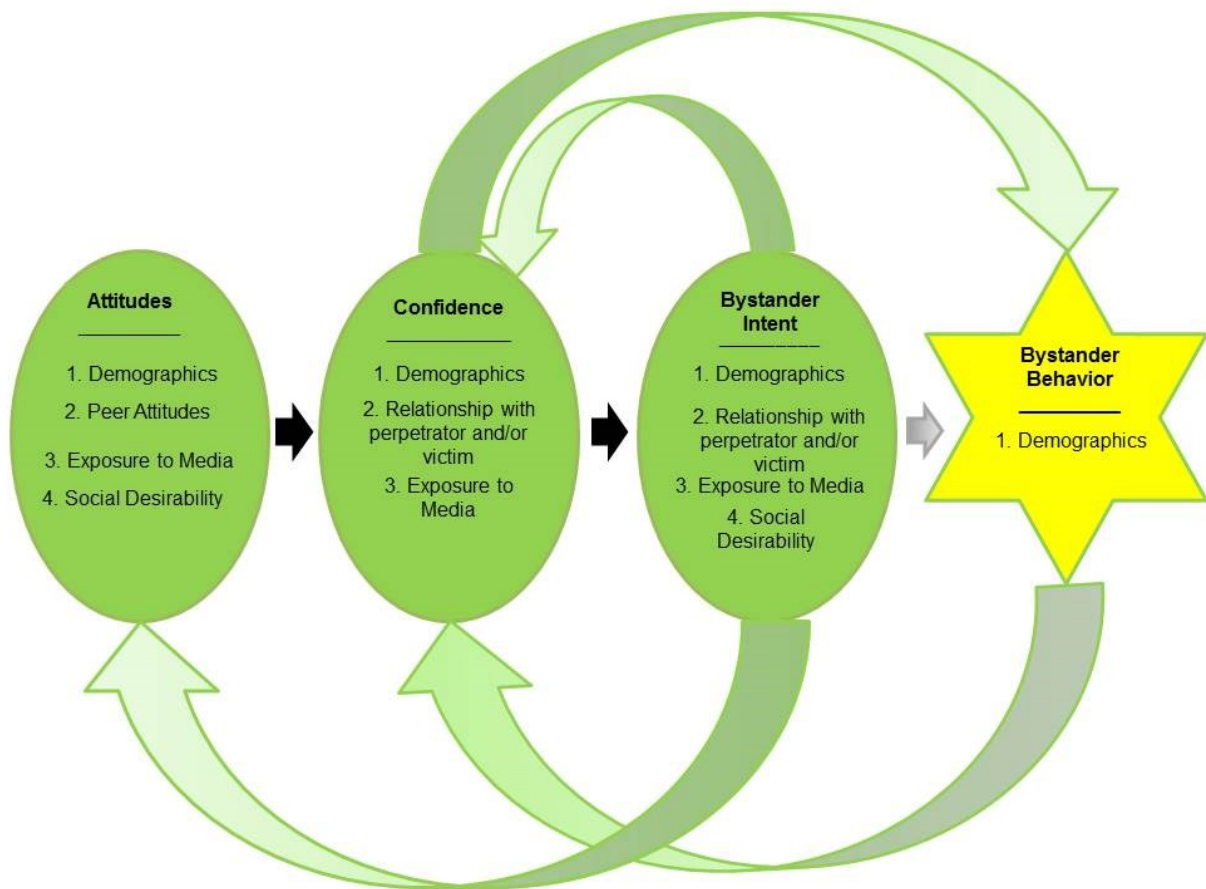 Attitudes
1. Demographics
2. Peer Attitudes
3. Exposure to Media
4. Social Desirability
Confidence
1. Demographics
2. Relationship with
perpetrator and/or
victim
3. Exposure to
Media
Bystander
Intent
1. Demographics
2. Relationship with
perpetrator and/or
victim
3. Exposure to Media
4. Social
Desirability
Bystander
Behavior
1. Demographics